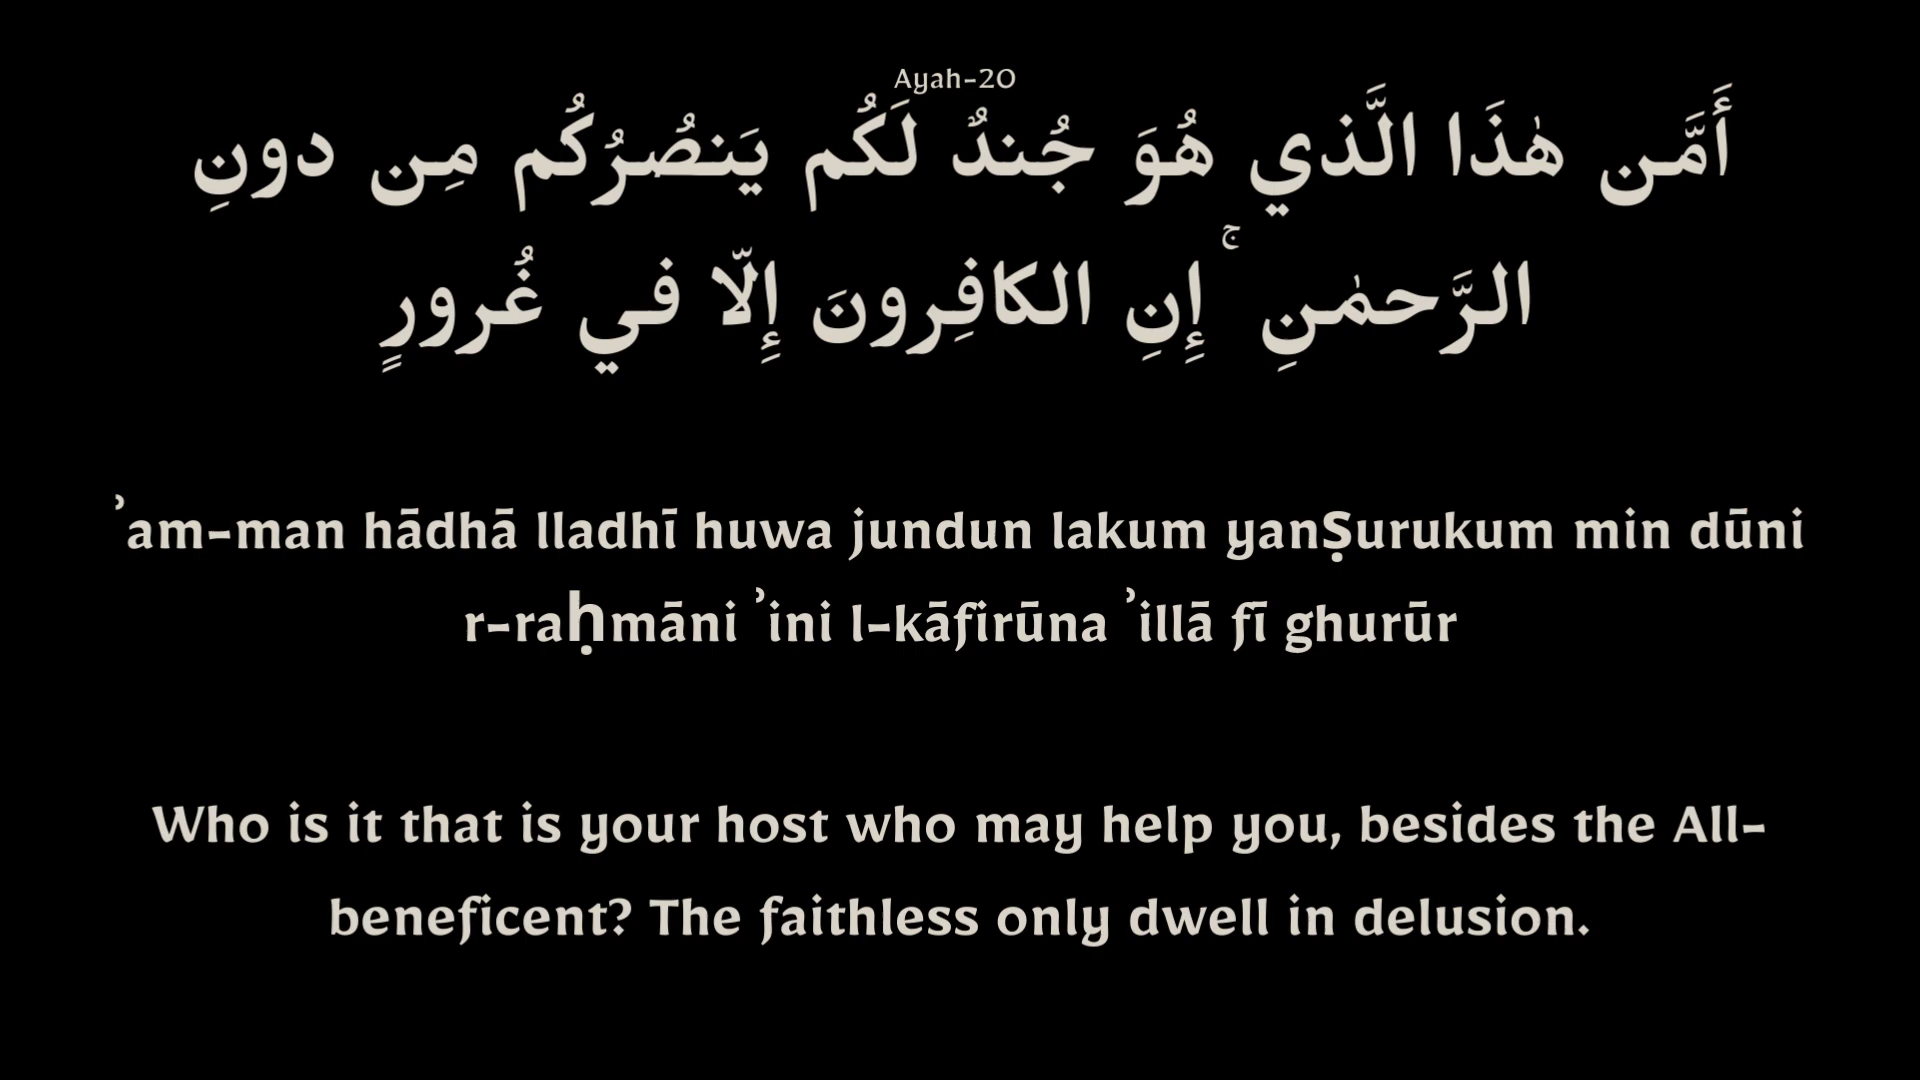 Ayah-20
أَمَّن هٰذَا الَّذي هُوَ جُندٌ لَكُم يَنصُرُكُم مِن دونِ
الرَّحمٰنِ ۚ إِنِ الكافِرونَ إِلّا في غُرورٍ
ʾam-man hādhā lladhī huwa jundun lakum yanṣurukum min dūni
r-raḥmāni ʾini l-kāfirūna ʾillā fī ghurūr
Who is it that is your host who may help you, besides the All-
beneficent? The faithless only dwell in delusion.